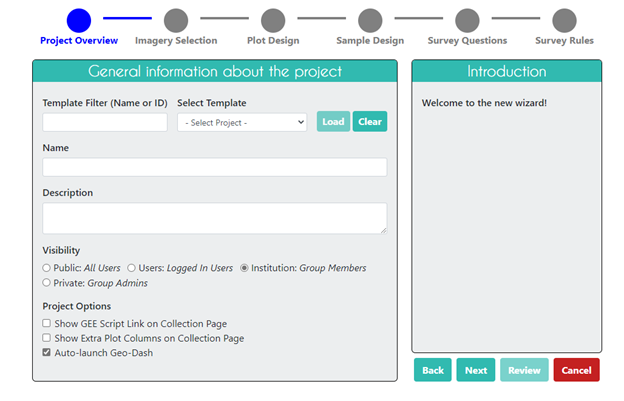 Project Overview Imagery Selection Plot Design Sample Design Survey Questions Survey Rules
General information about the project
Template Filter (Name or ID) Select Template
- Select Project - Load Clear
Name
Description
Visibility
Public: All Users Users: Logged In Users Institution: Group Members
Private: Group Admins
Project Options
Show GEE Script Link on Collection Page
Show Extra Plot Columns on Collection Page
Auto-launch Geo-Dash
Introduction
Welcome to the new wizard!
Back Next Review Cancel